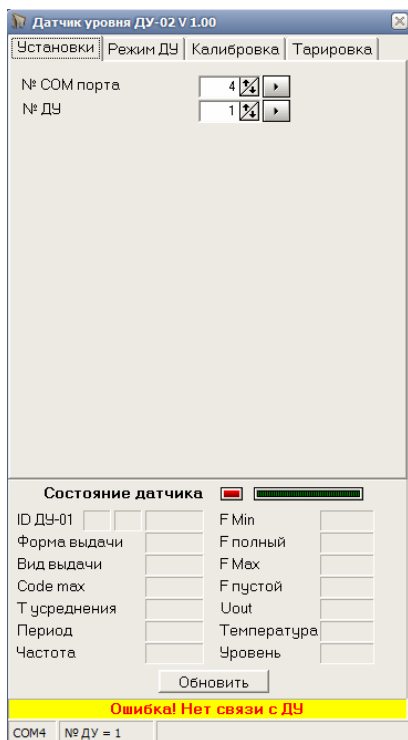 Датчик уровня ДУ-02 V 1.00
Установки Режим ДУ Калибровка Тарировка
№ COM порта 4
№ ДУ 1
Состояние датчика
ID ДУ-01 F Min
Форма выдачи F полный
Вид выдачи F Max
Code max F пустой
Т усреднения Uout
Период Температура
Частота Уровень
Обновить
Ошибка! Нет связи с ДУ
COM4 № ДУ = 1